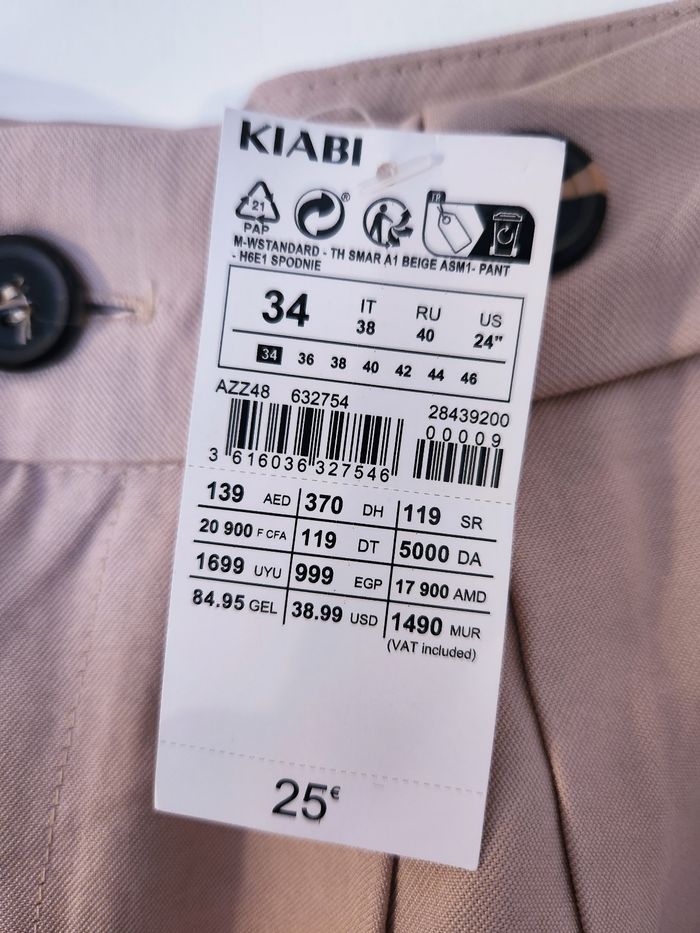 KIABI
21
PAP
®
FR
M-WSTANDARD - TH SMAR A1 BEIGE ASM1- PANT
- H6E1 SPODNIE
34 IT 38 RU 40 US 24"
34 36 38 40 42 44 46
AZZ48 632754 28439200
00009
3 616036 327546
139 AED 370 DH 119 SR
20 900 F CFA 119 DT 5000 DA
1699 UYU 999 EGP 17 900 AMD
84.95 GEL 38.99 USD 1490 MUR
(VAT included)
25€